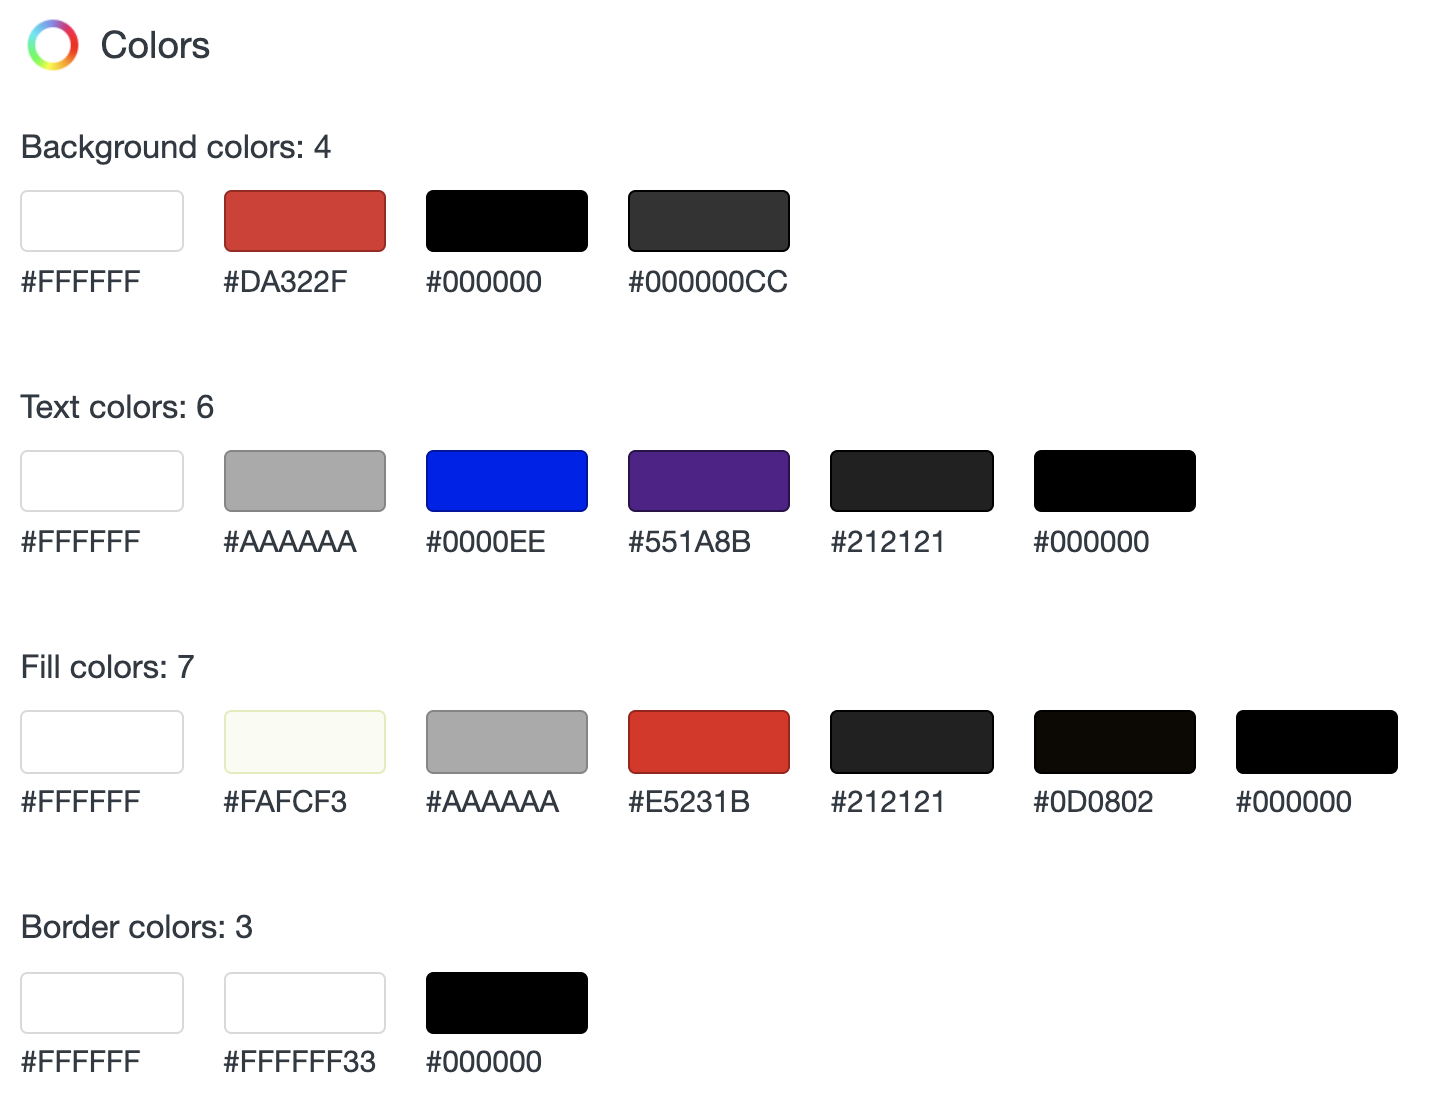 Colors
Background colors: 4
#FFFFFF #DA322F #000000 #000000CC
Text colors: 6
#FFFFFF #AAAAAA #0000EE #551A8B #212121 #000000
Fill colors: 7
#FFFFFF #FAFCF3 #AAAAAA #E5231B #212121 #0D0802 #000000
Border colors: 3
#FFFFFF #FFFFFF33 #000000